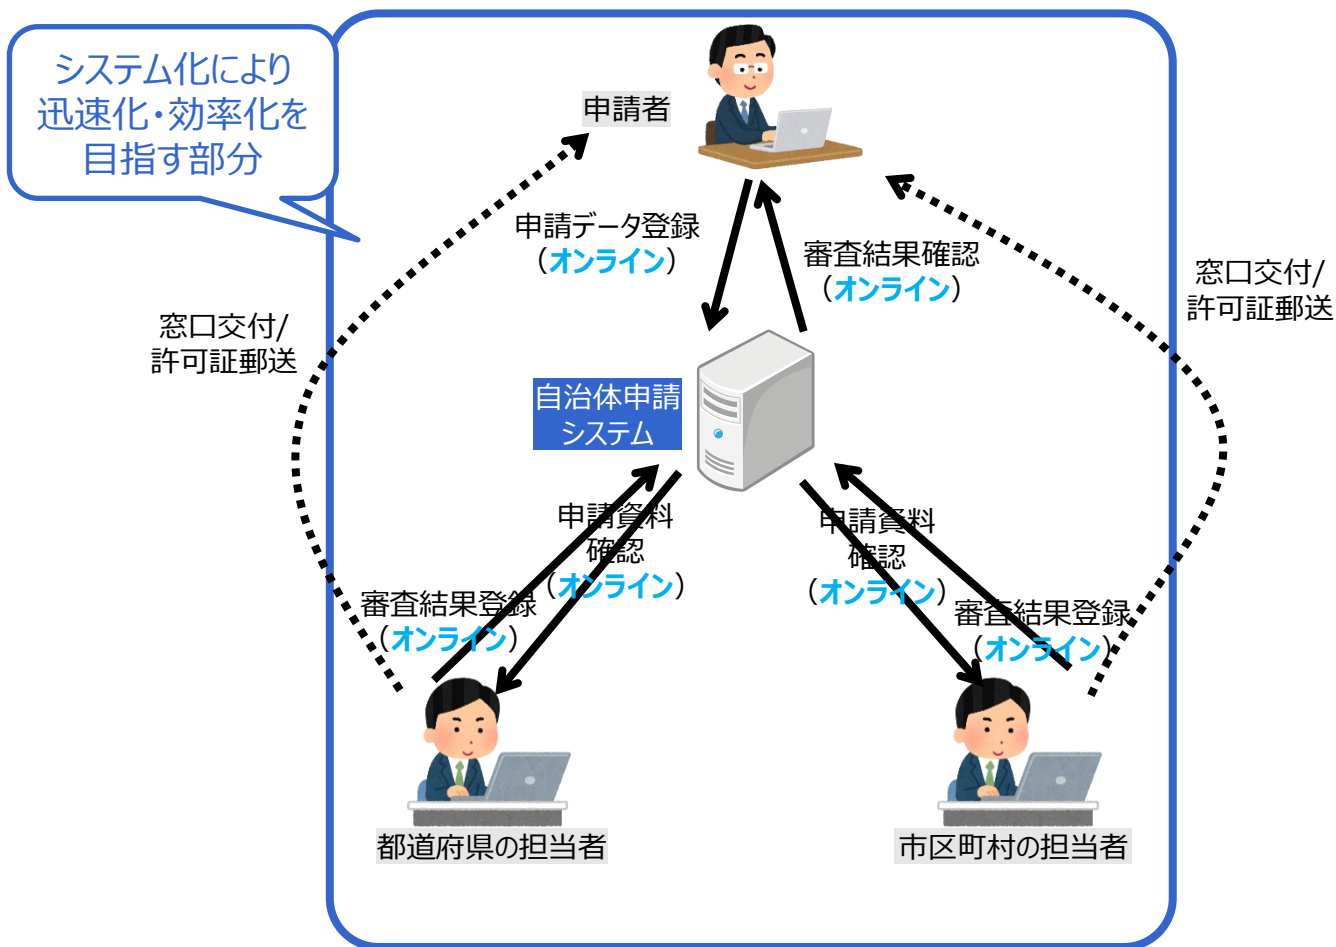 システム化により
迅速化・効率化を
目指す部分
申請者
申請データ登録
（オンライン）
審査結果確認
（オンライン）
窓口交付/
許可証郵送
窓口交付/
許可証郵送
自治体申請
システム
申請資料
確認
（オンライン）
申請資料
確認
（オンライン）
審査結果登録
（オンライン）
審査結果登録
（オンライン）
都道府県の担当者
市区町村の担当者